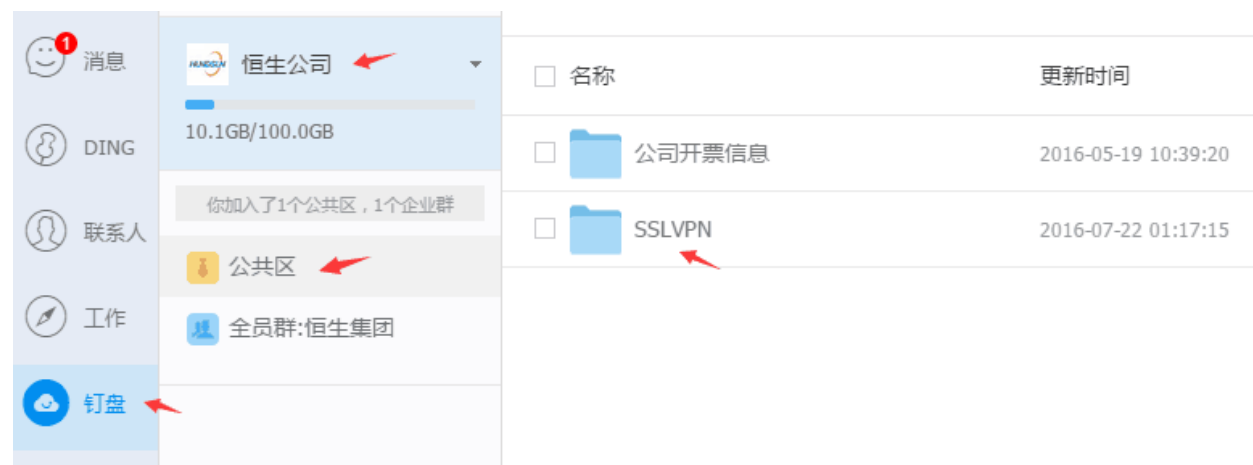 1
消息
DING
联系人
工作
钉盘
HUNDSUN
恒生公司
10.1GB/100.0GB
你加入了1个公共区，1个企业群
公共区
全员群:恒生集团
名称 更新时间
公司开票信息 2016-05-19 10:39:20
SSLVPN 2016-07-22 01:17:15